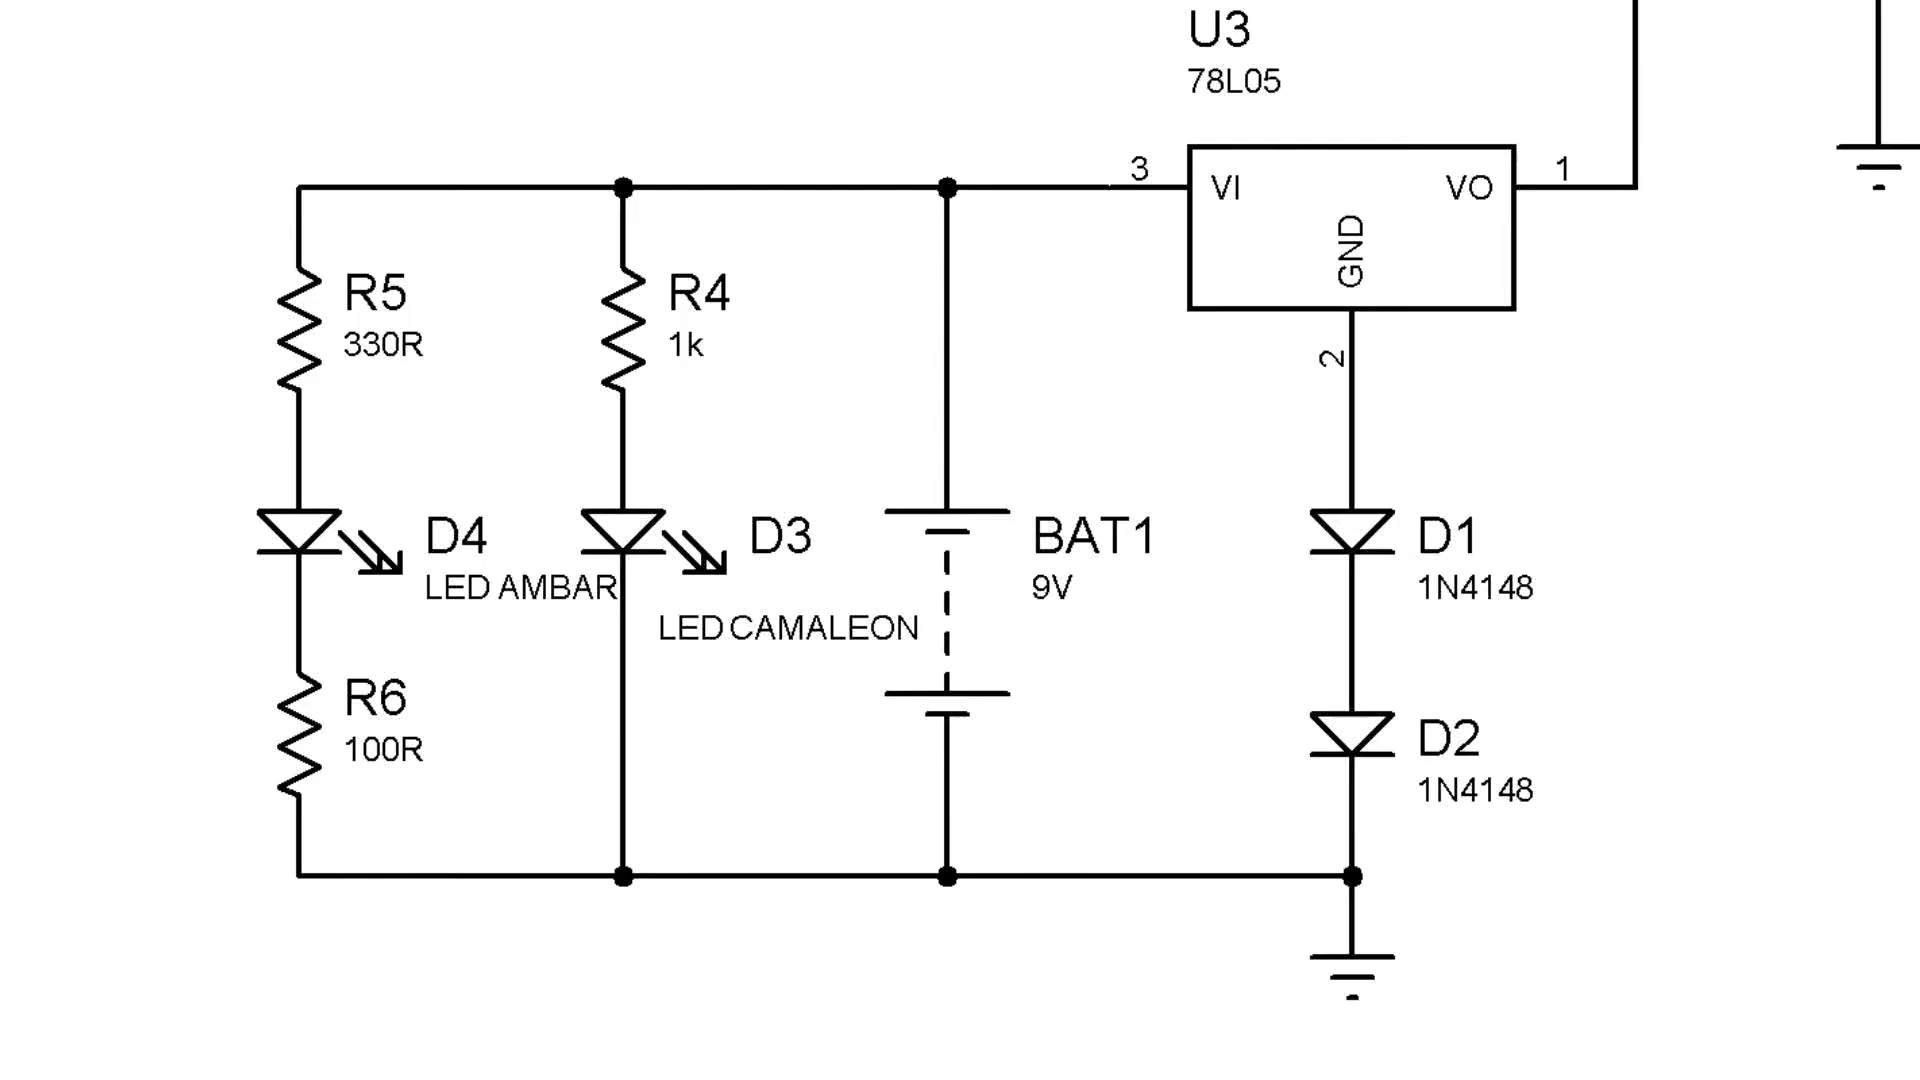 U3
78L05
3
VI
VO
1
GND
2
R5
330R
R4
1k
D4
LED AMBAR
D3
LED CAMALEON
BAT1
9V
D1
1N4148
R6
100R
D2
1N4148